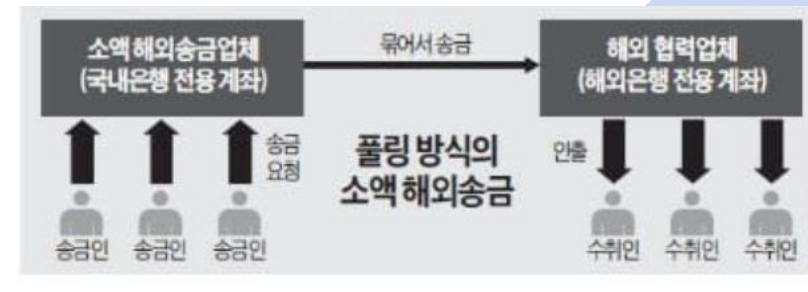 소액 해외송금업체
(국내은행 전용 계좌)
묶어서 송금
해외 협력업체
(해외은행 전용 계좌)
송금
요청
풀링 방식의
소액 해외송금
인출
송금인 송금인 송금인
수취인 수취인 수취인